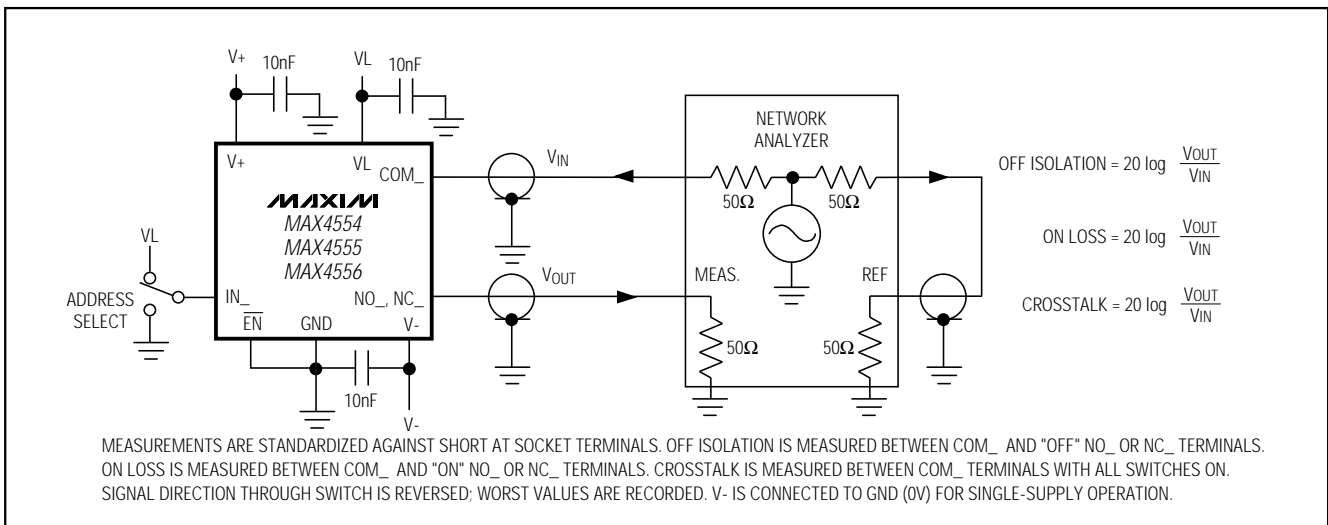 V+
10nF
VL
10nF
V+
VL
COM_
MAXIM
MAX4554
MAX4555
MAX4556
VL
ADDRESS
SELECT
IN_
EN
GND
NO_, NC_
V-
10nF
V-
VIN
VOUT
NETWORK
ANALYZER
50Ω
50Ω
MEAS.
REF
50Ω
50Ω
OFF ISOLATION = 20 log VOUT
VIN
ON LOSS = 20 log VOUT
VIN
CROSSTALK = 20 log VOUT
VIN
MEASUREMENTS ARE STANDARDIZED AGAINST SHORT AT SOCKET TERMINALS. OFF ISOLATION IS MEASURED BETWEEN COM_ AND "OFF" NO_ OR NC_ TERMINALS.
ON LOSS IS MEASURED BETWEEN COM_ AND "ON" NO_ OR NC_ TERMINALS. CROSSTALK IS MEASURED BETWEEN COM_ TERMINALS WITH ALL SWITCHES ON.
SIGNAL DIRECTION THROUGH SWITCH IS REVERSED; WORST VALUES ARE RECORDED. V- IS CONNECTED TO GND (0V) FOR SINGLE-SUPPLY OPERATION.